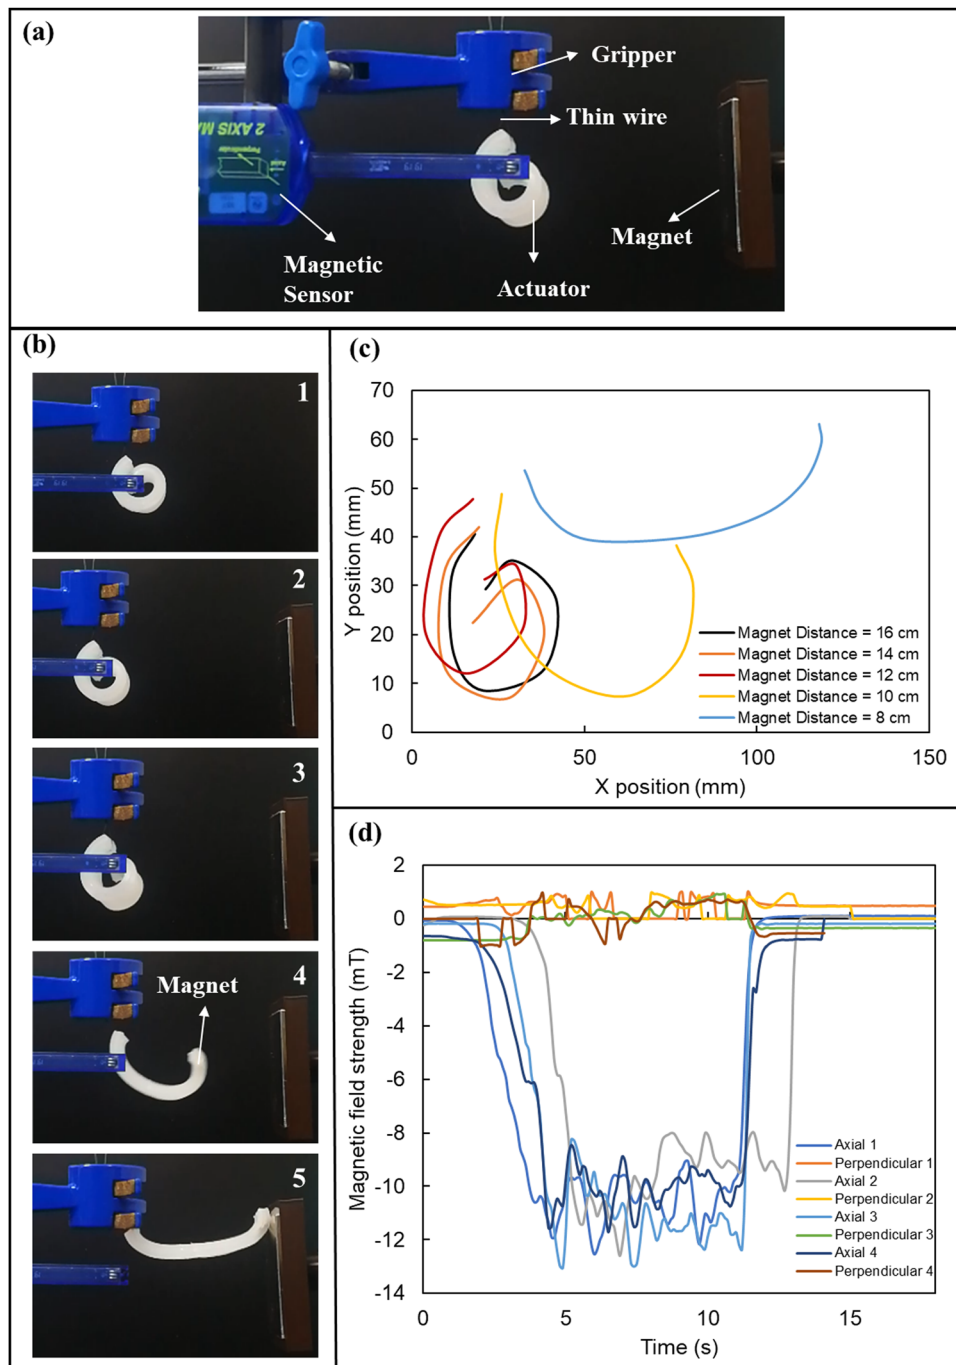 (a)
Gripper
Thin wire
2 AXIS MA
Perpendicular
Axial
Magnet
Magnetic
Sensor
Actuator
(b)
1
2
3
4
Magnet
5
(c)
70
60
50
40
30
20
10
0
Y position (mm)
0
50
100
150
X position (mm)
Magnet Distance = 16 cm
Magnet Distance = 14 cm
Magnet Distance = 12 cm
Magnet Distance = 10 cm
Magnet Distance = 8 cm
(d)
2
0
-2
-4
-6
-8
-10
-12
-14
Magnetic field strength (mT)
0
5
10
15
Time (s)
Axial 1
Perpendicular 1
Axial 2
Perpendicular 2
Axial 3
Perpendicular 3
Axial 4
Perpendicular 4